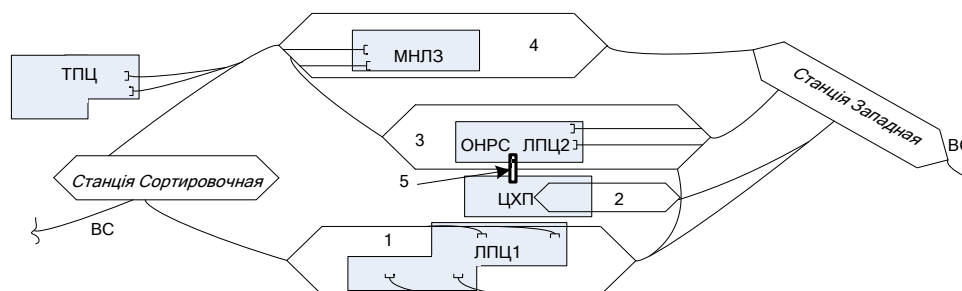 4
МНЛЗ
ТПЦ
Станція Западная
3
ОНРС ЛПЦ2
ВС
Станція Сортировочная
5
ЦХП
2
ВС
1
ЛПЦ1